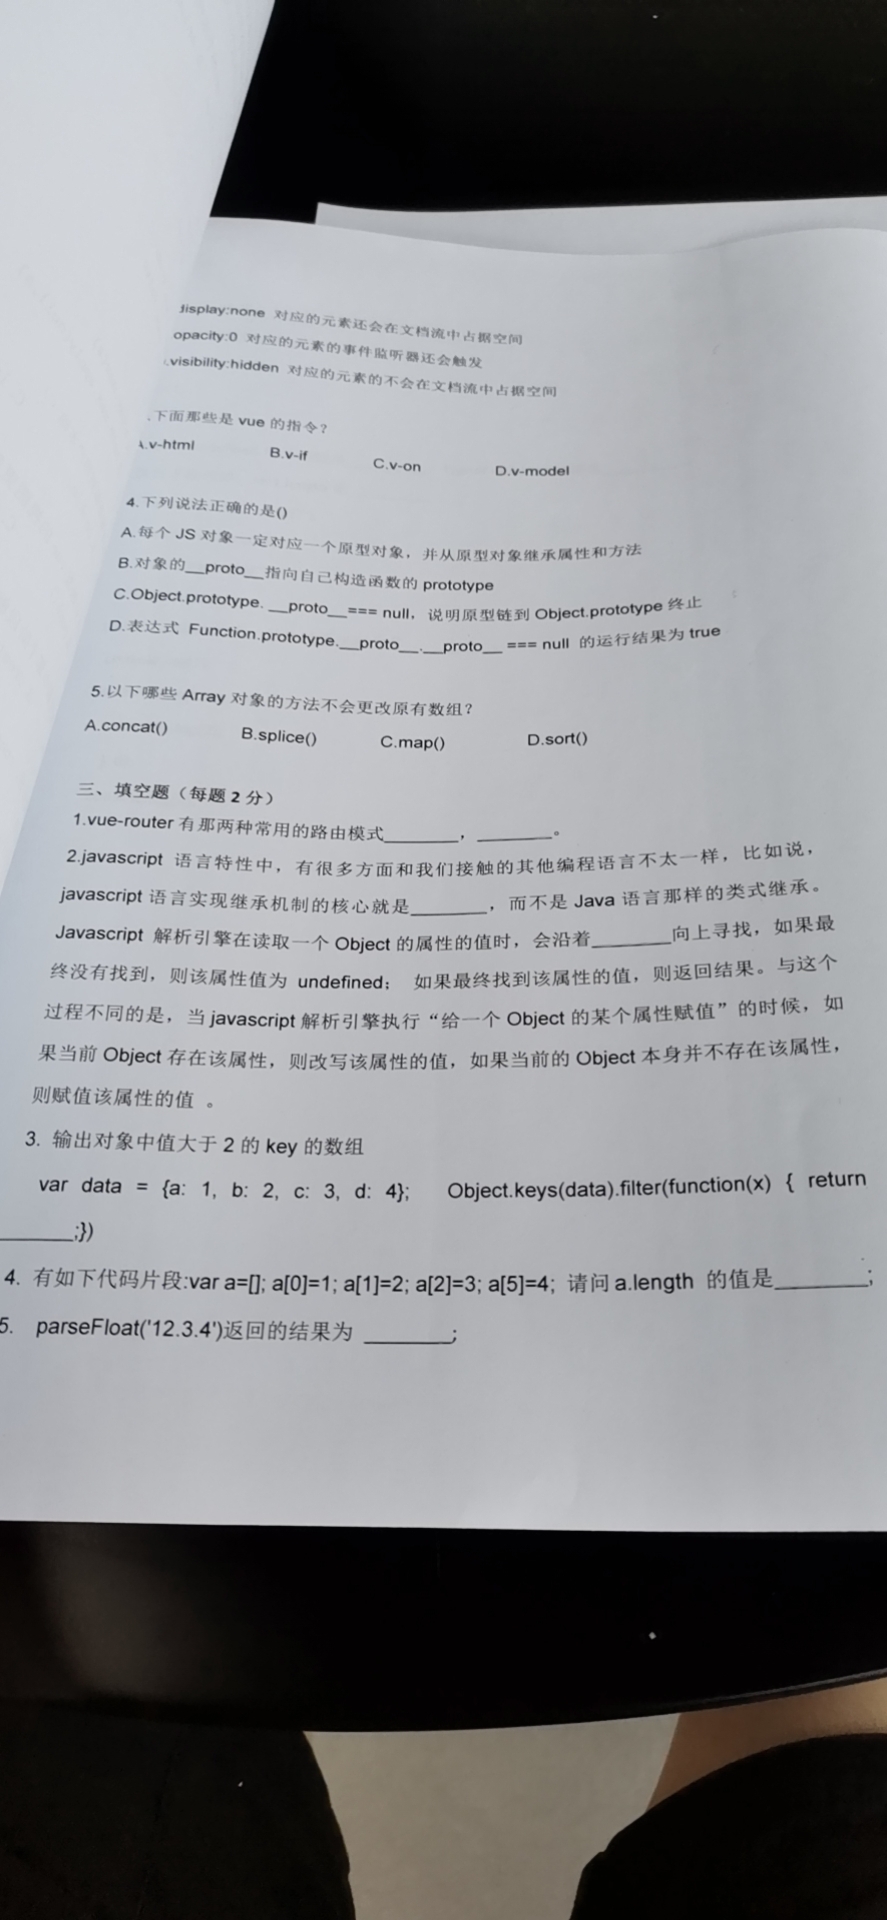 display:none 对应的元素还会在文档流中占据空间
opacity:0 对应的元素的事件监听器还会触发
.visibility:hidden 对应的元素的不会在文档流中占据空间
.下面那些是 vue 的指令？
A.v-html B.v-if C.v-on D.v-model
4.下列说法正确的是()
A.每个 JS 对象一定对应一个原型对象，并从原型对象继承属性和方法
B.对象的__proto__指向自己构造函数的 prototype
C.Object.prototype. __proto__=== null，说明原型链到 Object.prototype 终止
D.表达式 Function.prototype.__proto__.__proto__ === null 的运行结果为 true
5.以下哪些 Array 对象的方法不会更改原有数组？
A.concat() B.splice() C.map() D.sort()
三、填空题（每题 2 分）
1.vue-router 有那两种常用的路由模式_______，_______。
2.javascript 语言特性中，有很多方面和我们接触的其他编程语言不太一样，比如说，
javascript 语言实现继承机制的核心就是_______，而不是 Java 语言那样的类式继承。
Javascript 解析引擎在读取一个 Object 的属性的值时，会沿着_______向上寻找，如果最
终没有找到，则该属性值为 undefined； 如果最终找到该属性的值，则返回结果。与这个
过程不同的是，当 javascript 解析引擎执行“给一个 Object 的某个属性赋值”的时候，如
果当前 Object 存在该属性，则改写该属性的值，如果当前的 Object 本身并不存在该属性，
则赋值该属性的值 。
3. 输出对象中值大于 2 的 key 的数组
var data = {a: 1, b: 2, c: 3, d: 4}; Object.keys(data).filter(function(x) { return
_______;})
4. 有如下代码片段:var a=[]; a[0]=1; a[1]=2; a[2]=3; a[5]=4; 请问 a.length 的值是________;
5. parseFloat('12.3.4')返回的结果为 _______;